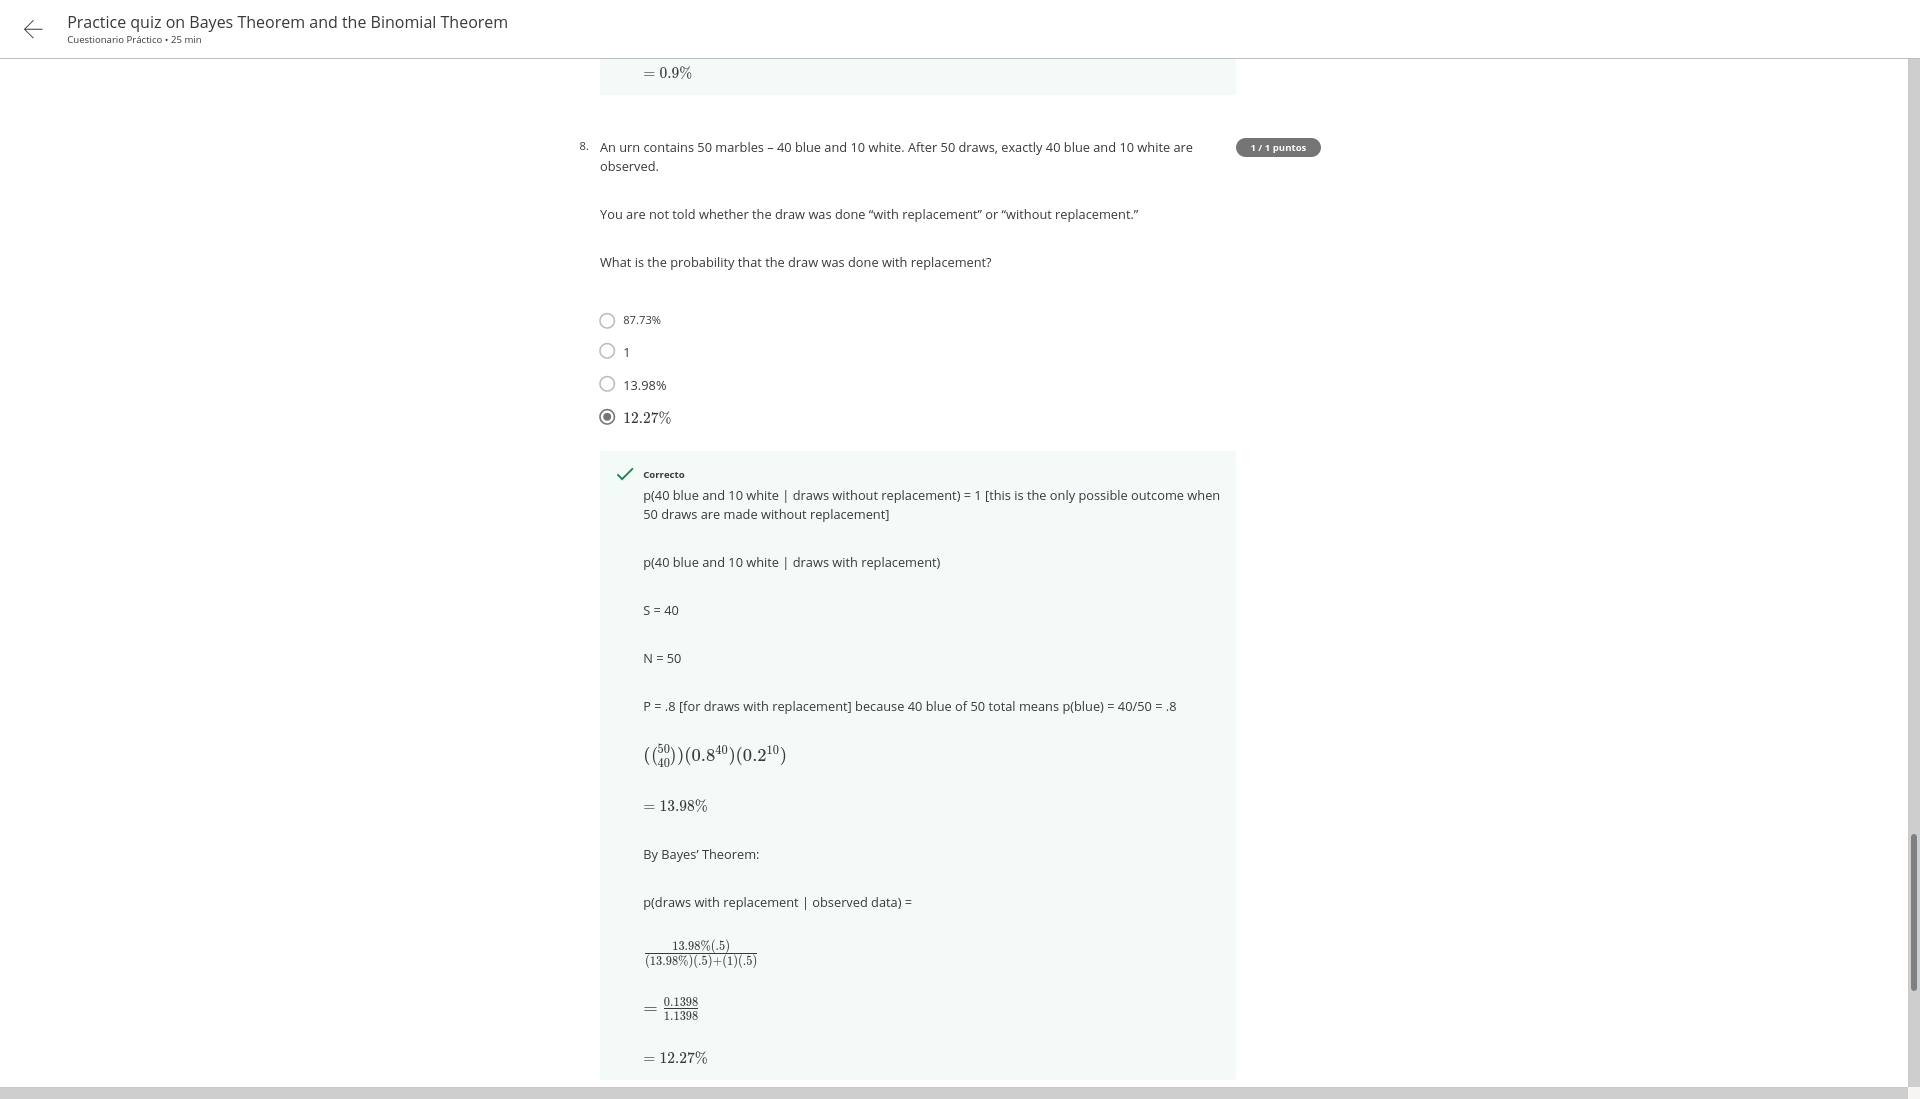 Practice quiz on Bayes Theorem and the Binomial Theorem
Cuestionario Práctico • 25 min
= 0.9%
8. An urn contains 50 marbles – 40 blue and 10 white. After 50 draws, exactly 40 blue and 10 white are
observed.
1 / 1 puntos
You are not told whether the draw was done “with replacement” or “without replacement.”
What is the probability that the draw was done with replacement?
87.73%
1
13.98%
12.27%
Correcto
p(40 blue and 10 white | draws without replacement) = 1 [this is the only possible outcome when
50 draws are made without replacement]
p(40 blue and 10 white | draws with replacement)
S = 40
N = 50
P = .8 [for draws with replacement] because 40 blue of 50 total means p(blue) = 40/50 = .8
((50 40))(0.8^40)(0.2^10)
= 13.98%
By Bayes’ Theorem:
p(draws with replacement | observed data) =
13.98%(.5)
(13.98%)(.5)+(1)(.5)
= 0.1398
1.1398
= 12.27%